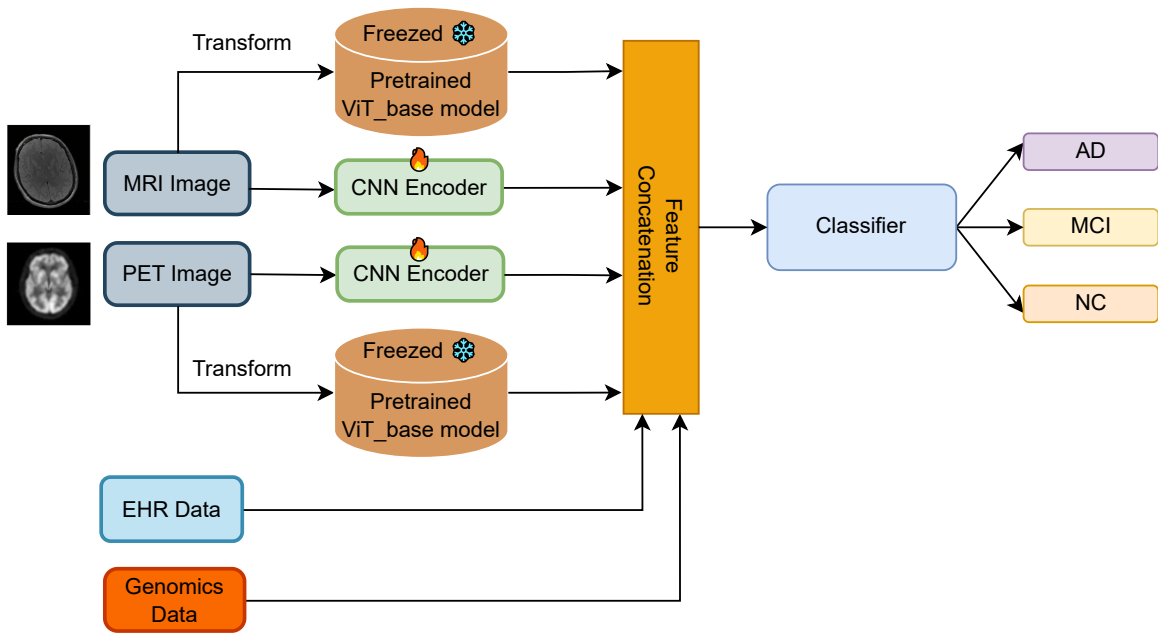 Transform
Freezed
Pretrained
ViT_base model
MRI Image
CNN Encoder
PET Image
CNN Encoder
Transform
Freezed
Pretrained
ViT_base model
EHR Data
Genomics
Data
Feature
Concatenation
Classifier
AD
MCI
NC